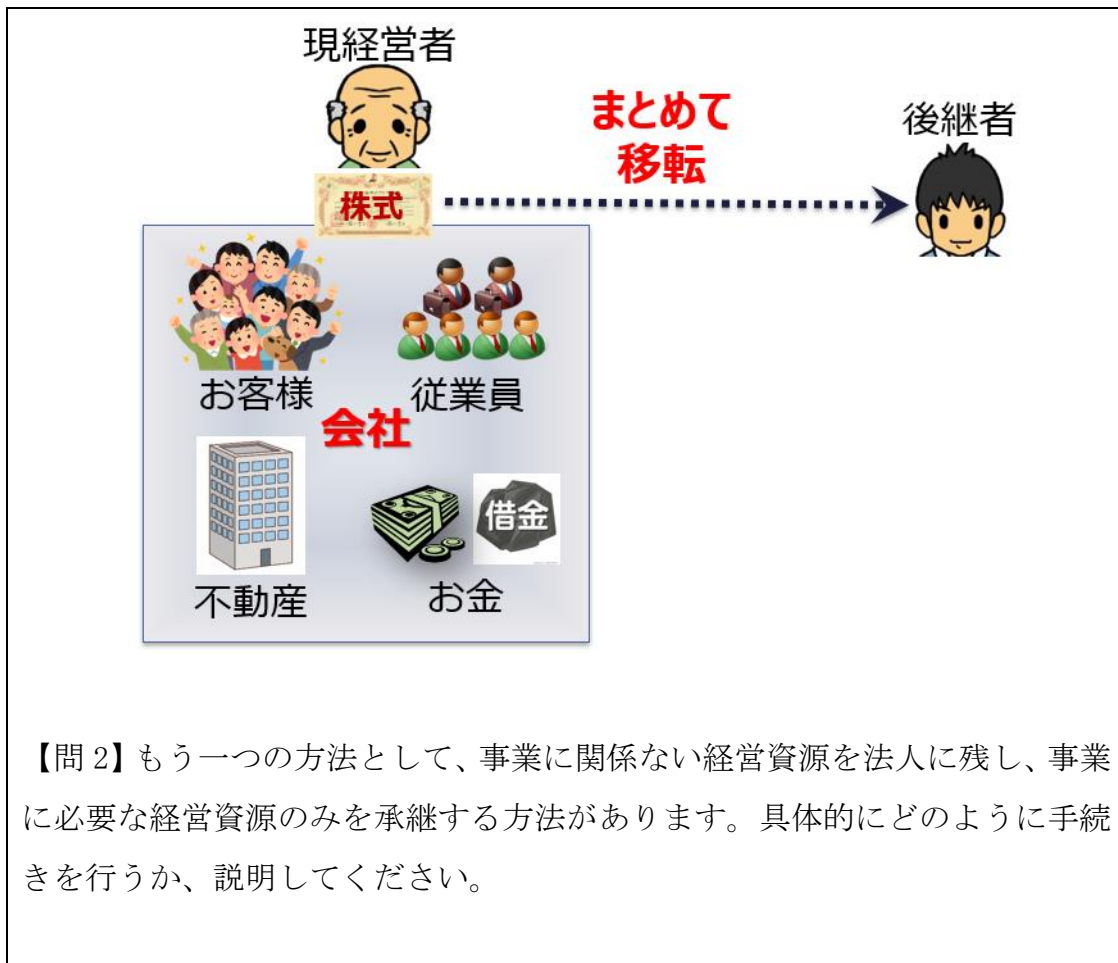 現経営者
まとめて
移転
後継者
株式
お客様
従業員
会社
借金
不動産
お金
【問 2】もう一つの方法として、事業に関係ない経営資源を法人に残し、事業
に必要な経営資源のみを承継する方法があります。具体的にどのように手続
きを行うか、説明してください。